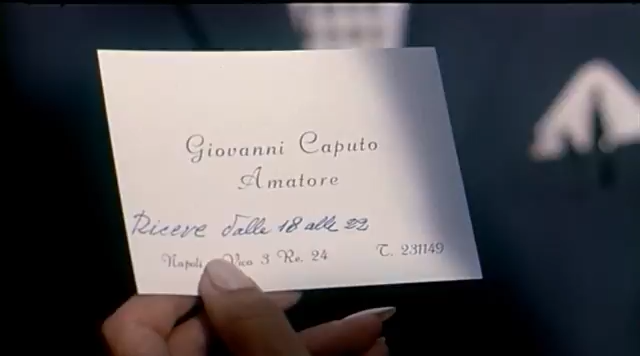 Giovanni Caputo
Amatore
Riceve dalle 18 alle 22
Napoli Vico 3 Re. 24 T. 231149